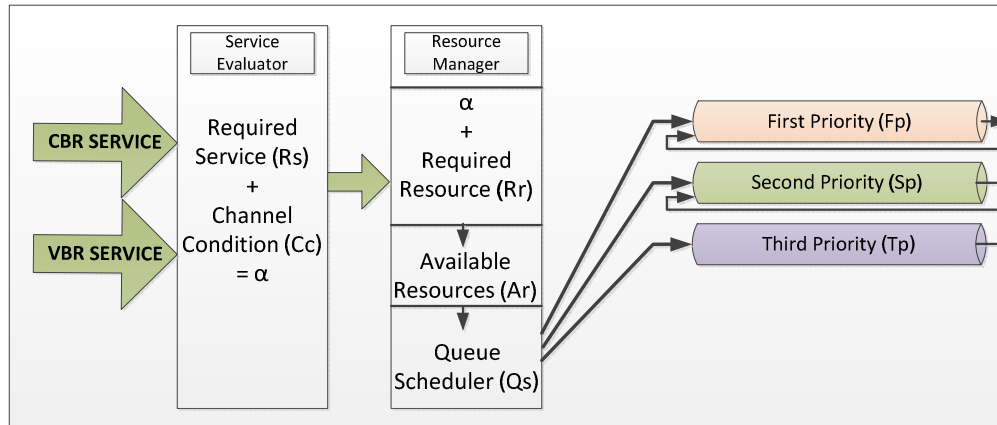 CBR SERVICE
VBR SERVICE
Service
Evaluator
Required
Service (Rs)
+
Channel
Condition (Cc)
= α
Resource
Manager
α
+
Required
Resource (Rr)
Available
Resources (Ar)
Queue
Scheduler (Qs)
First Priority (Fp)
Second Priority (Sp)
Third Priority (Tp)